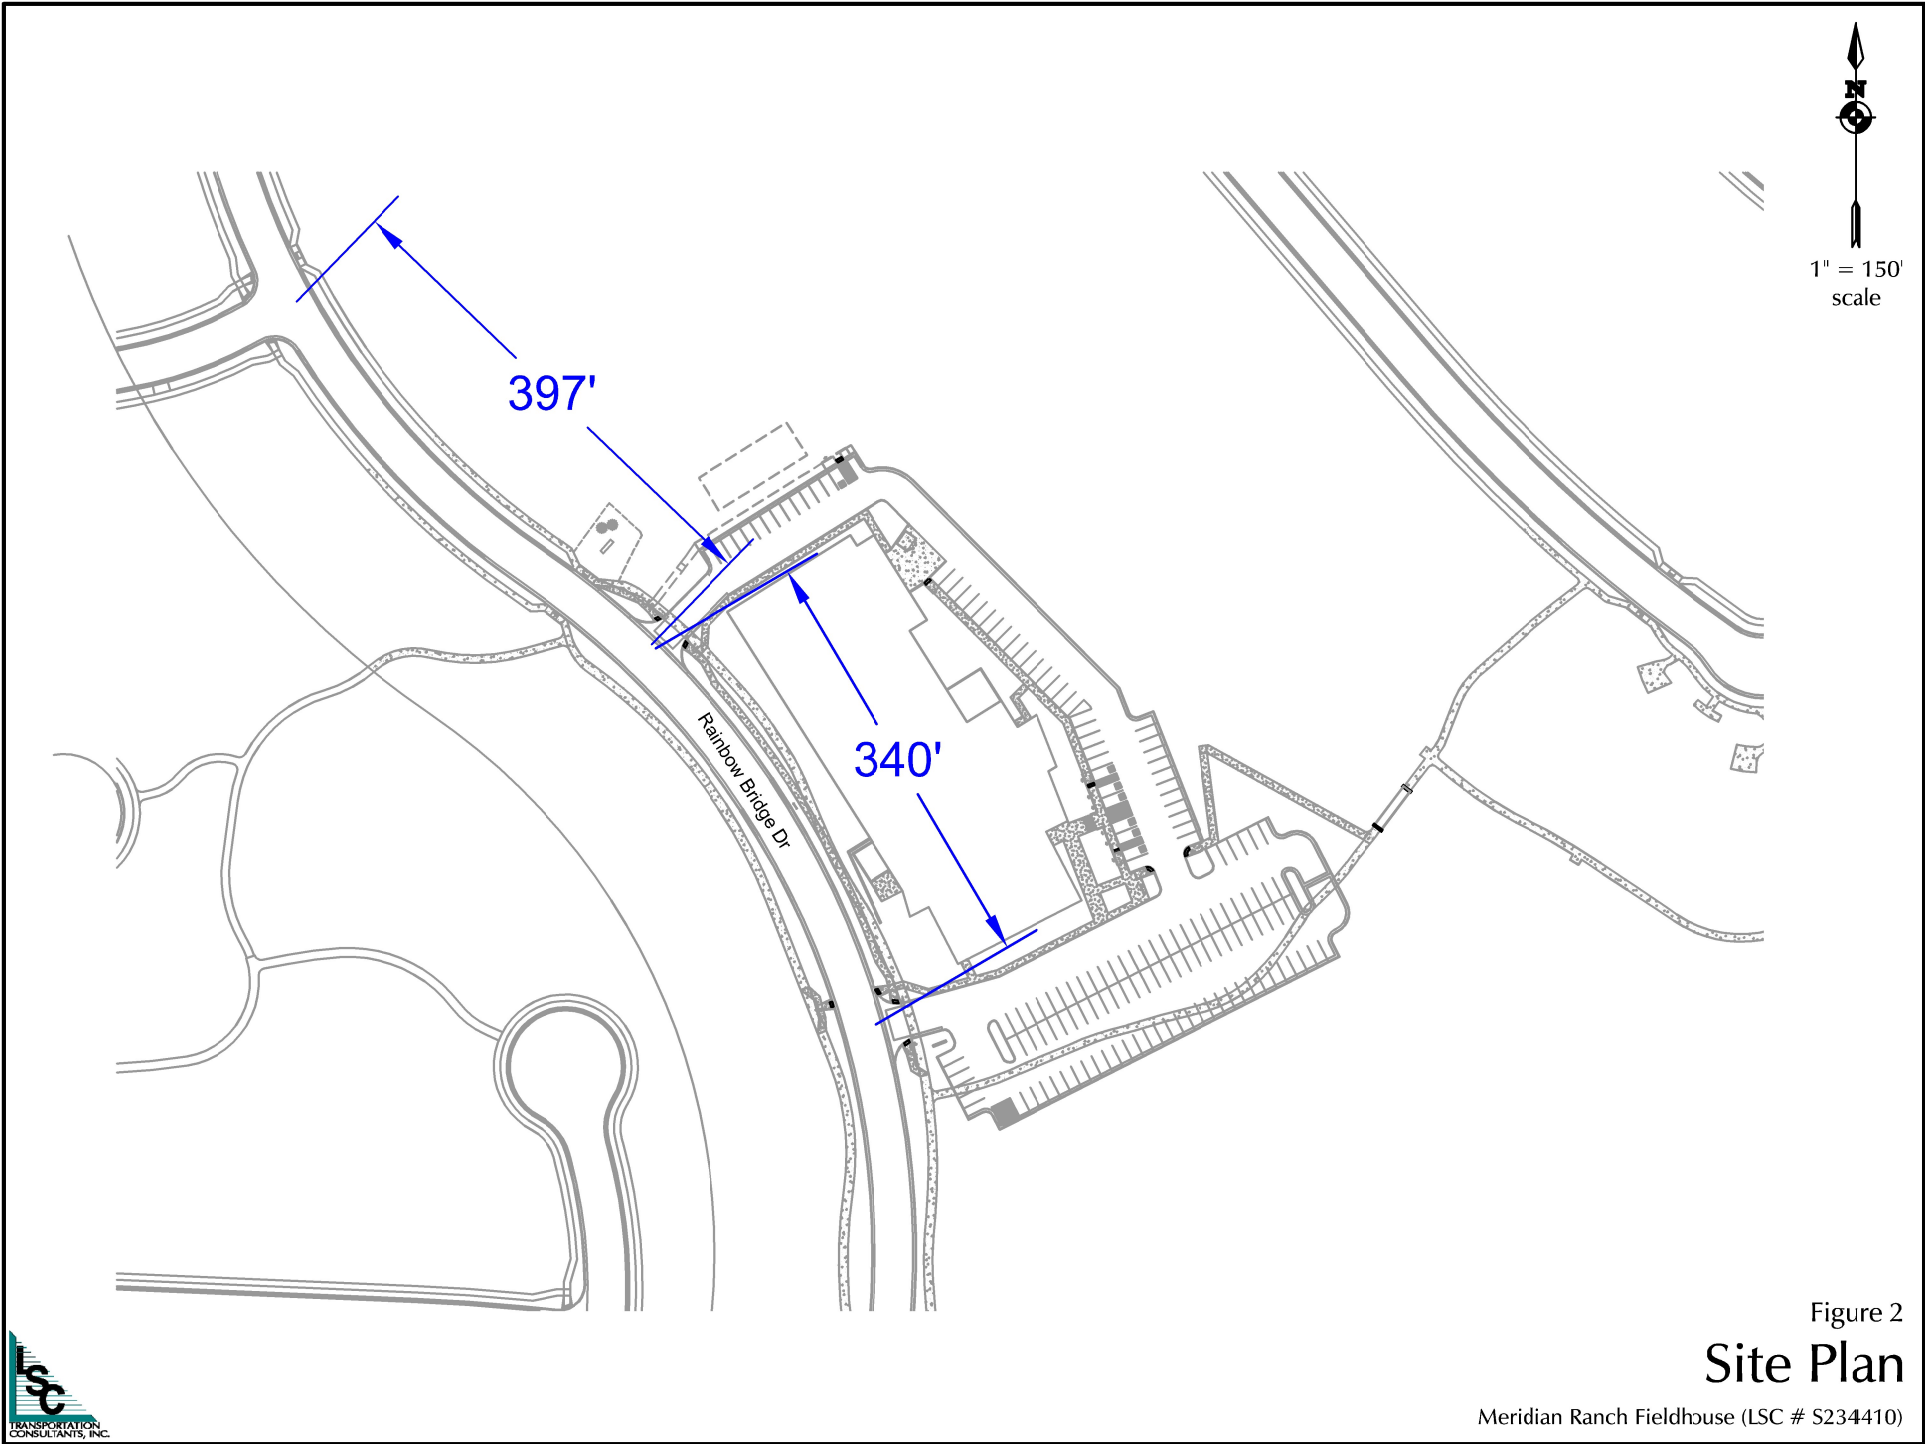 N
1" = 150'
scale
397'
340'
Rainbow Bridge Dr
Figure 2
Site Plan
Meridian Ranch Fieldhouse (LSC # S234410)
LSC
TRANSPORTATION
CONSULTANTS, INC.